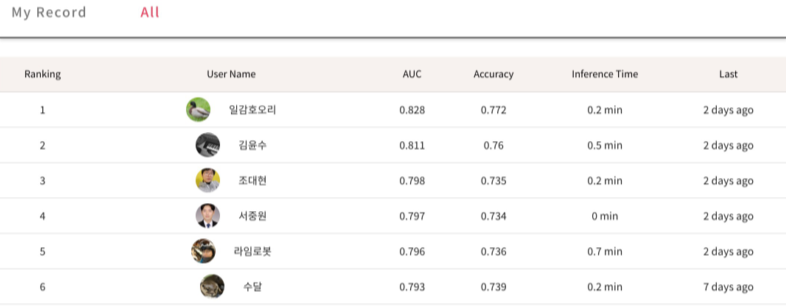 My Record All
Ranking User Name AUC Accuracy Inference Time Last
1 일감호오리 0.828 0.772 0.2 min 2 days ago
2 김윤수 0.811 0.76 0.5 min 2 days ago
3 조대현 0.798 0.735 0.2 min 2 days ago
4 서중원 0.797 0.734 0 min 2 days ago
5 라임로봇 0.796 0.736 0.7 min 2 days ago
6 수달 0.793 0.739 0.2 min 7 days ago